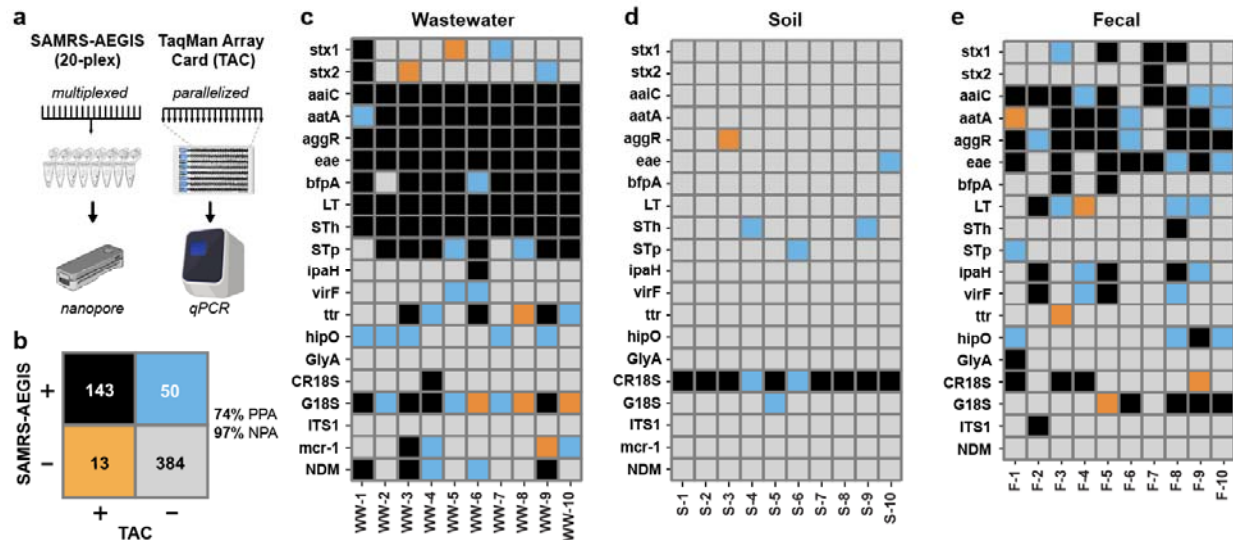 a
SAMRS-AEGIS
(20-plex)
multiplexed
nanopore
TaqMan Array
Card (TAC)
parallelized
qPCR
b
SAMRS-AEGIS
+
−
143
50
13
384
+
−
TAC
74% PPA
97% NPA
c
Wastewater
stx1
stx2
aaiC
aatA
aggR
eae
bfpA
LT
STh
STp
ipaH
virF
ttr
hipO
GlyA
CR18S
G18S
ITS1
mcr-1
NDM
WW-1
WW-2
WW-3
WW-4
WW-5
WW-6
WW-7
WW-8
WW-9
WW-10
d
Soil
stx1
stx2
aaIC
aatA
aggR
eae
bfpA
LT
STh
STp
ipaH
virF
ttr
hipO
GlyA
CR18S
G18S
ITS1
mcr-1
NDM
S-1
S-2
S-3
S-4
S-5
S-6
S-7
S-8
S-9
S-10
e
Fecal
stx1
stx2
aaiC
aatA
aggR
eae
bfpA
LT
STh
STp
ipaH
virF
ttr
hipO
GlyA
CR18S
G18S
ITS1
mcr-1
NDM
F-1
F-2
F-3
F-4
F-5
F-6
F-7
F-8
F-9
F-10